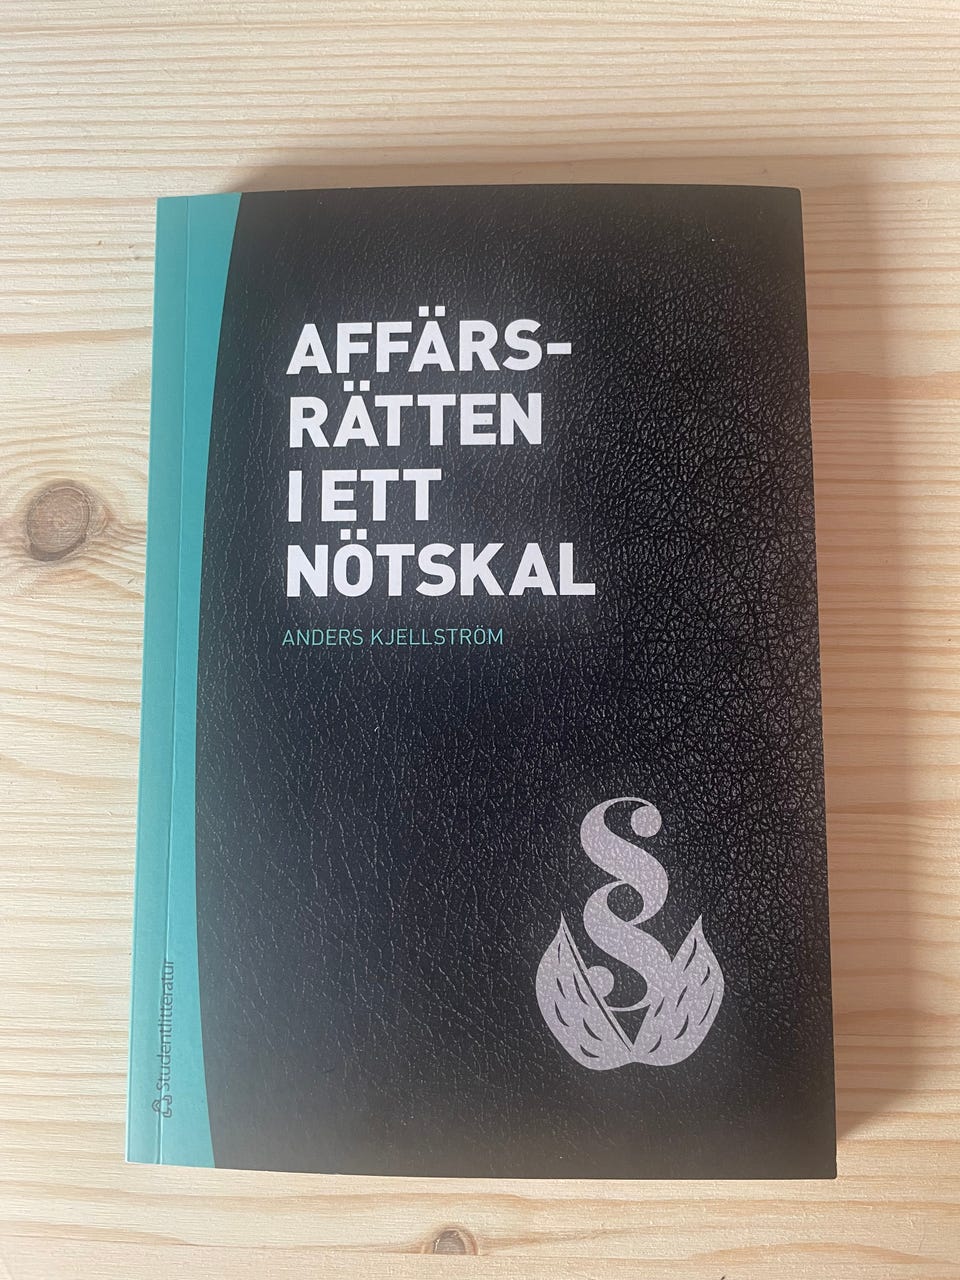 AFFÄRS-
RÄTTEN
I ETT
NÖTSKAL
ANDERS KJELLSTRÖM
§
Studentlitteratur